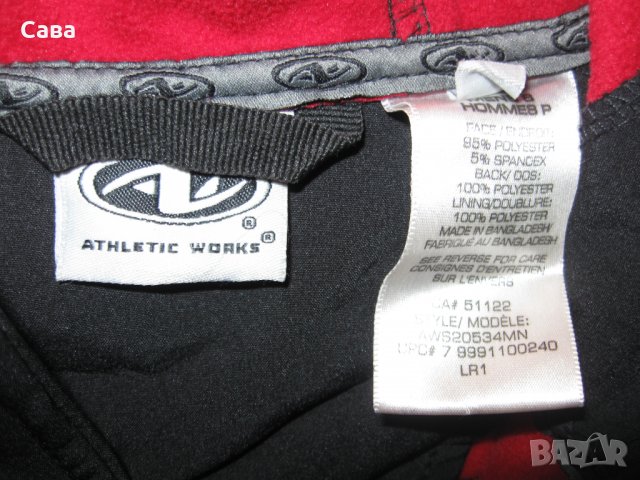 Сава
ATHLETIC WORKS®
®
HOMMES P
FACE/ENDROIT:
95% POLYESTER
5% SPANDEX
BACK/ DOS:
100% POLYESTER
LINING/DOUBLURE:
100% POLYESTER
MADE IN BANGLADESH/
FABRIQUÉ AU BANGLADESH
SEE REVERSE FOR CARE
CONSIGNES D'ENTRETIEN
SUR L'ENVERS
CA# 51122
STYLE/ MODÈLE:
AWS20534MN
UPC# 7 9991100240
LR1
BAZAR